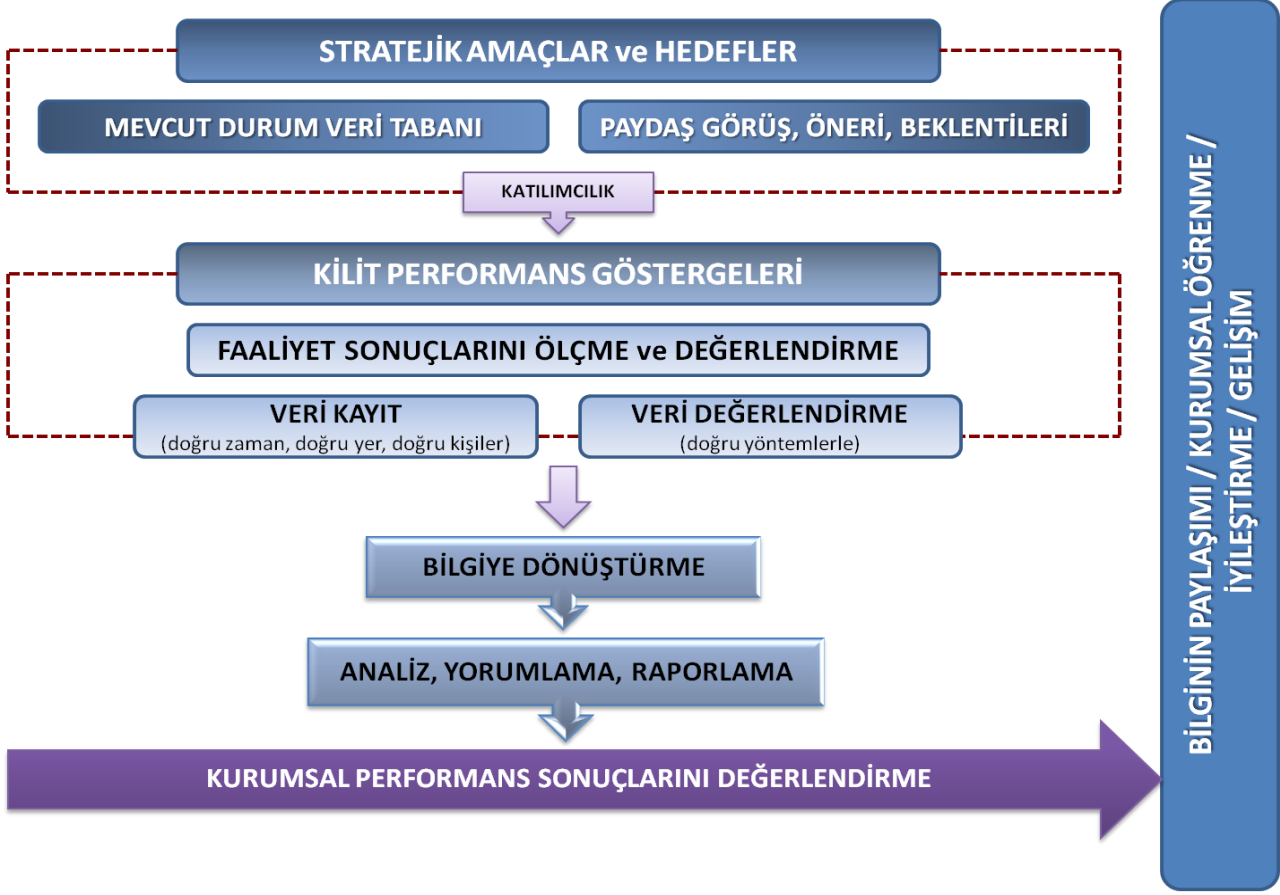 STRATEJİK AMAÇLAR ve HEDEFLER
MEVCUT DURUM VERİ TABANI
PAYDAŞ GÖRÜŞ, ÖNERİ, BEKLENTİLERİ
KATILIMCILIK
KİLİT PERFORMANS GÖSTERGELERİ
FAALİYET SONUÇLARINI ÖLÇME ve DEĞERLENDİRME
VERİ KAYIT
(doğru zaman, doğru yer, doğru kişiler)
VERİ DEĞERLENDİRME
(doğru yöntemlerle)
BİLGİYE DÖNÜŞTÜRME
ANALİZ, YORUMLAMA, RAPORLAMA
KURUMSAL PERFORMANS SONUÇLARINI DEĞERLENDİRME
BİLGİNİN PAYLAŞIMI / KURUMSAL ÖĞRENME /
İYİLEŞTİRME / GELİŞİM